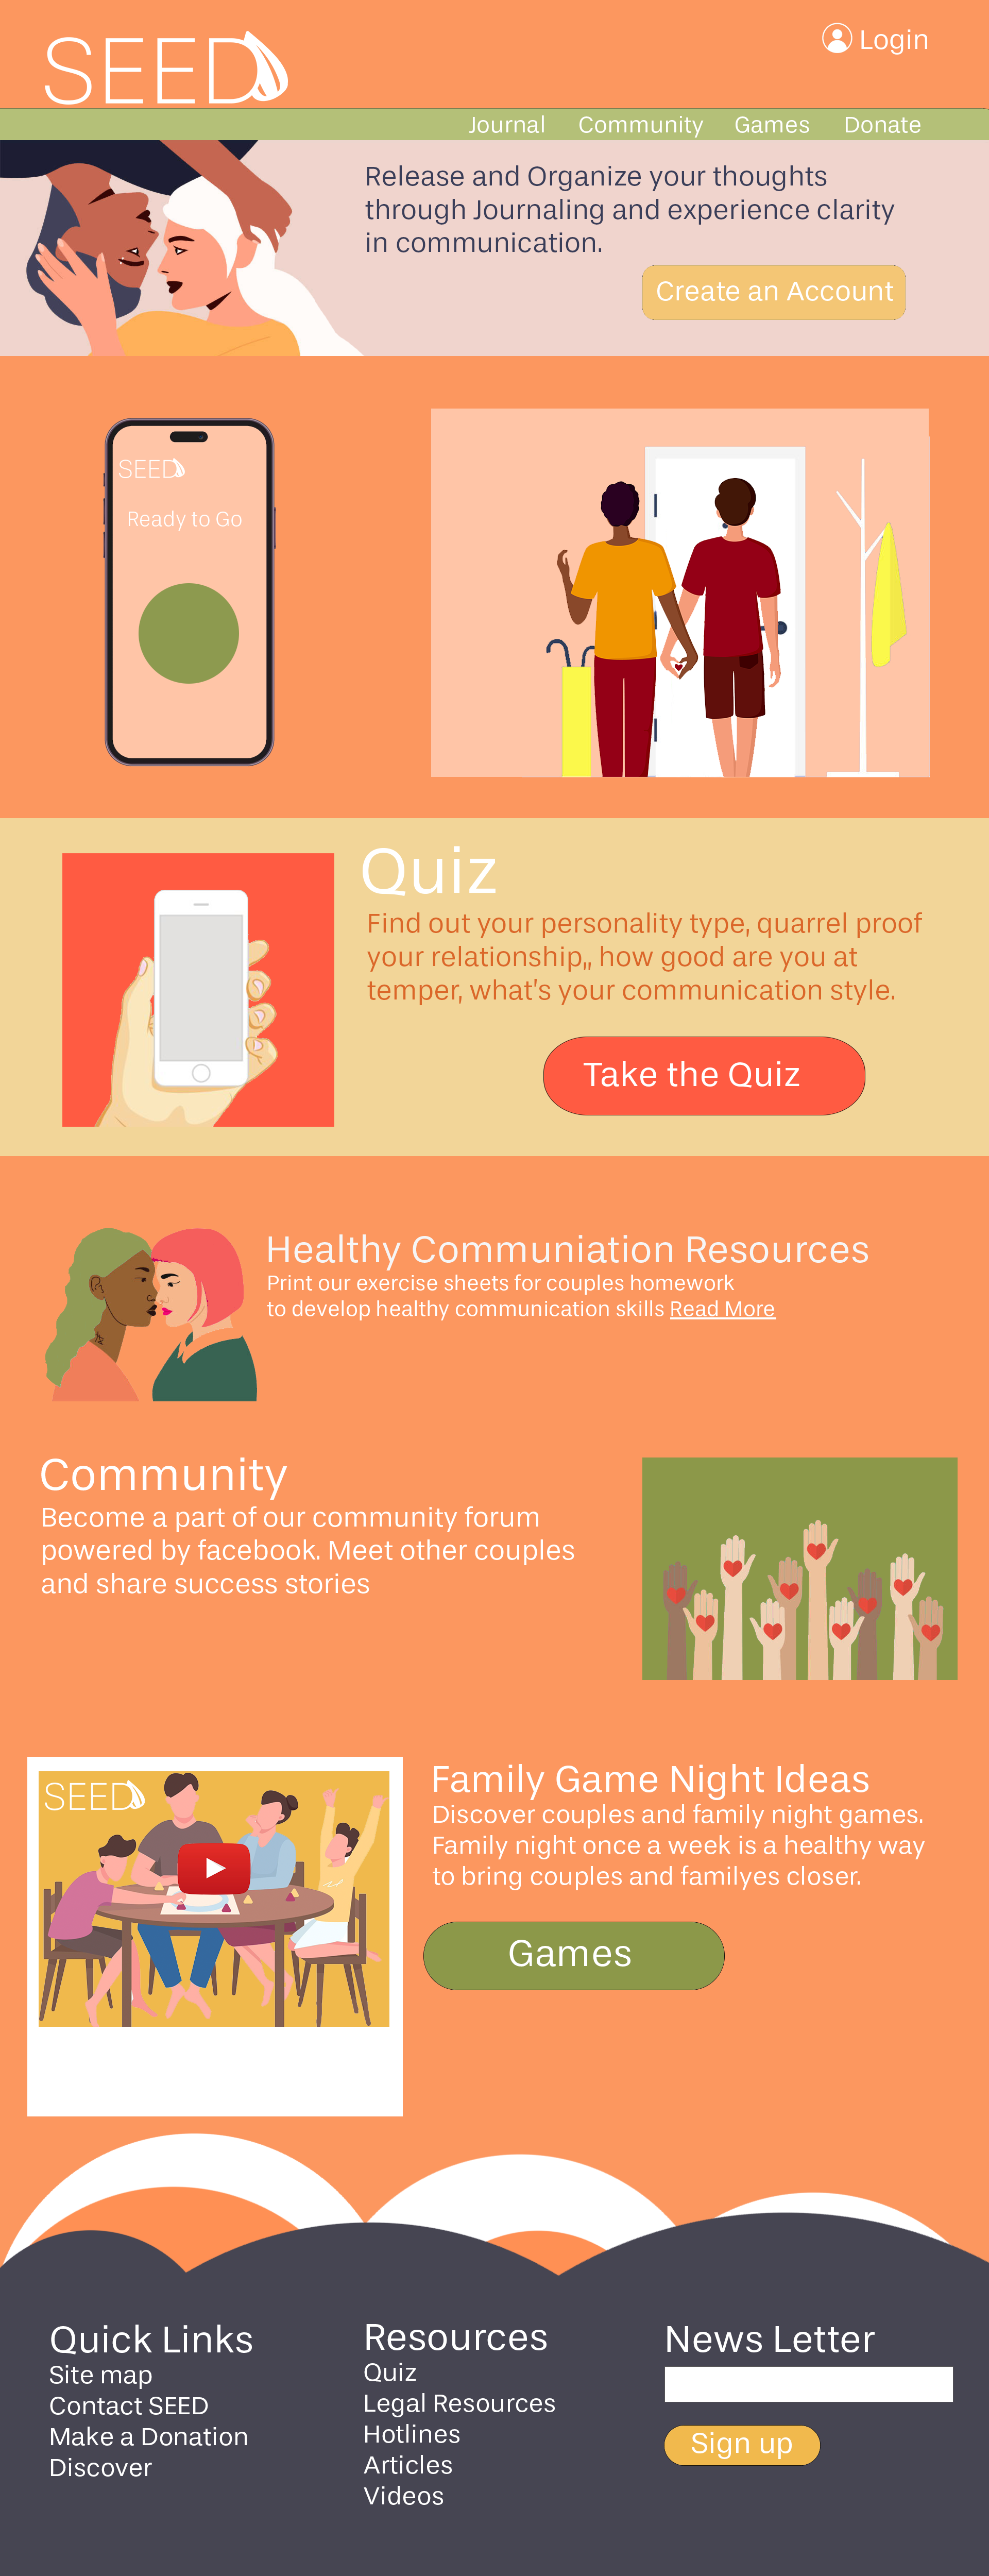 SEED
Login
Journal Community Games Donate
Release and Organize your thoughts
through Journaling and experience clarity
in communication.
Create an Account
SEED
Ready to Go
Quiz
Find out your personality type, quarrel proof
your relationship,, how good are you at
temper, what's your communication style.
Take the Quiz
Healthy Communiation Resources
Print our exercise sheets for couples homework
to develop healthy communication skills Read More
Community
Become a part of our community forum
powered by facebook. Meet other couples
and share success stories
SEED
Family Game Night Ideas
Discover couples and family night games.
Family night once a week is a healthy way
to bring couples and familyes closer.
Games
Quick Links
Site map
Contact SEED
Make a Donation
Discover
Resources
Quiz
Legal Resources
Hotlines
Articles
Videos
News Letter
Sign up